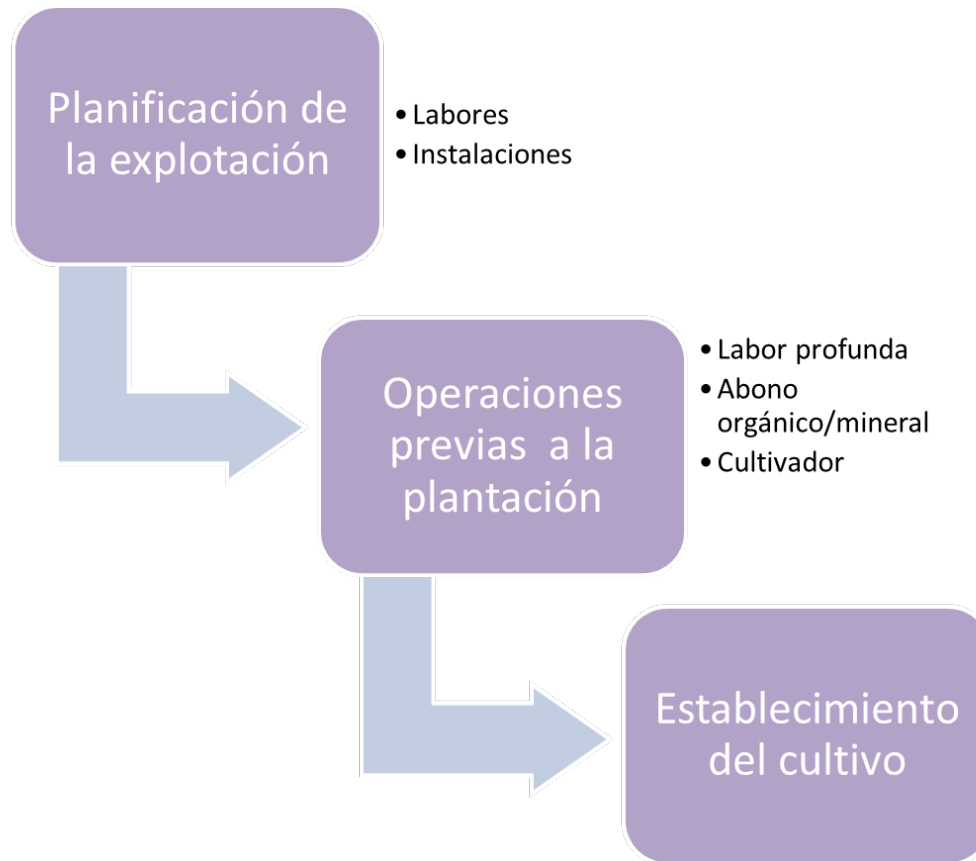 Planificación de
la explotación
• Labores
• Instalaciones
Operaciones
previas a la
plantación
• Labor profunda
• Abono
orgánico/mineral
• Cultivador
Establecimiento
del cultivo